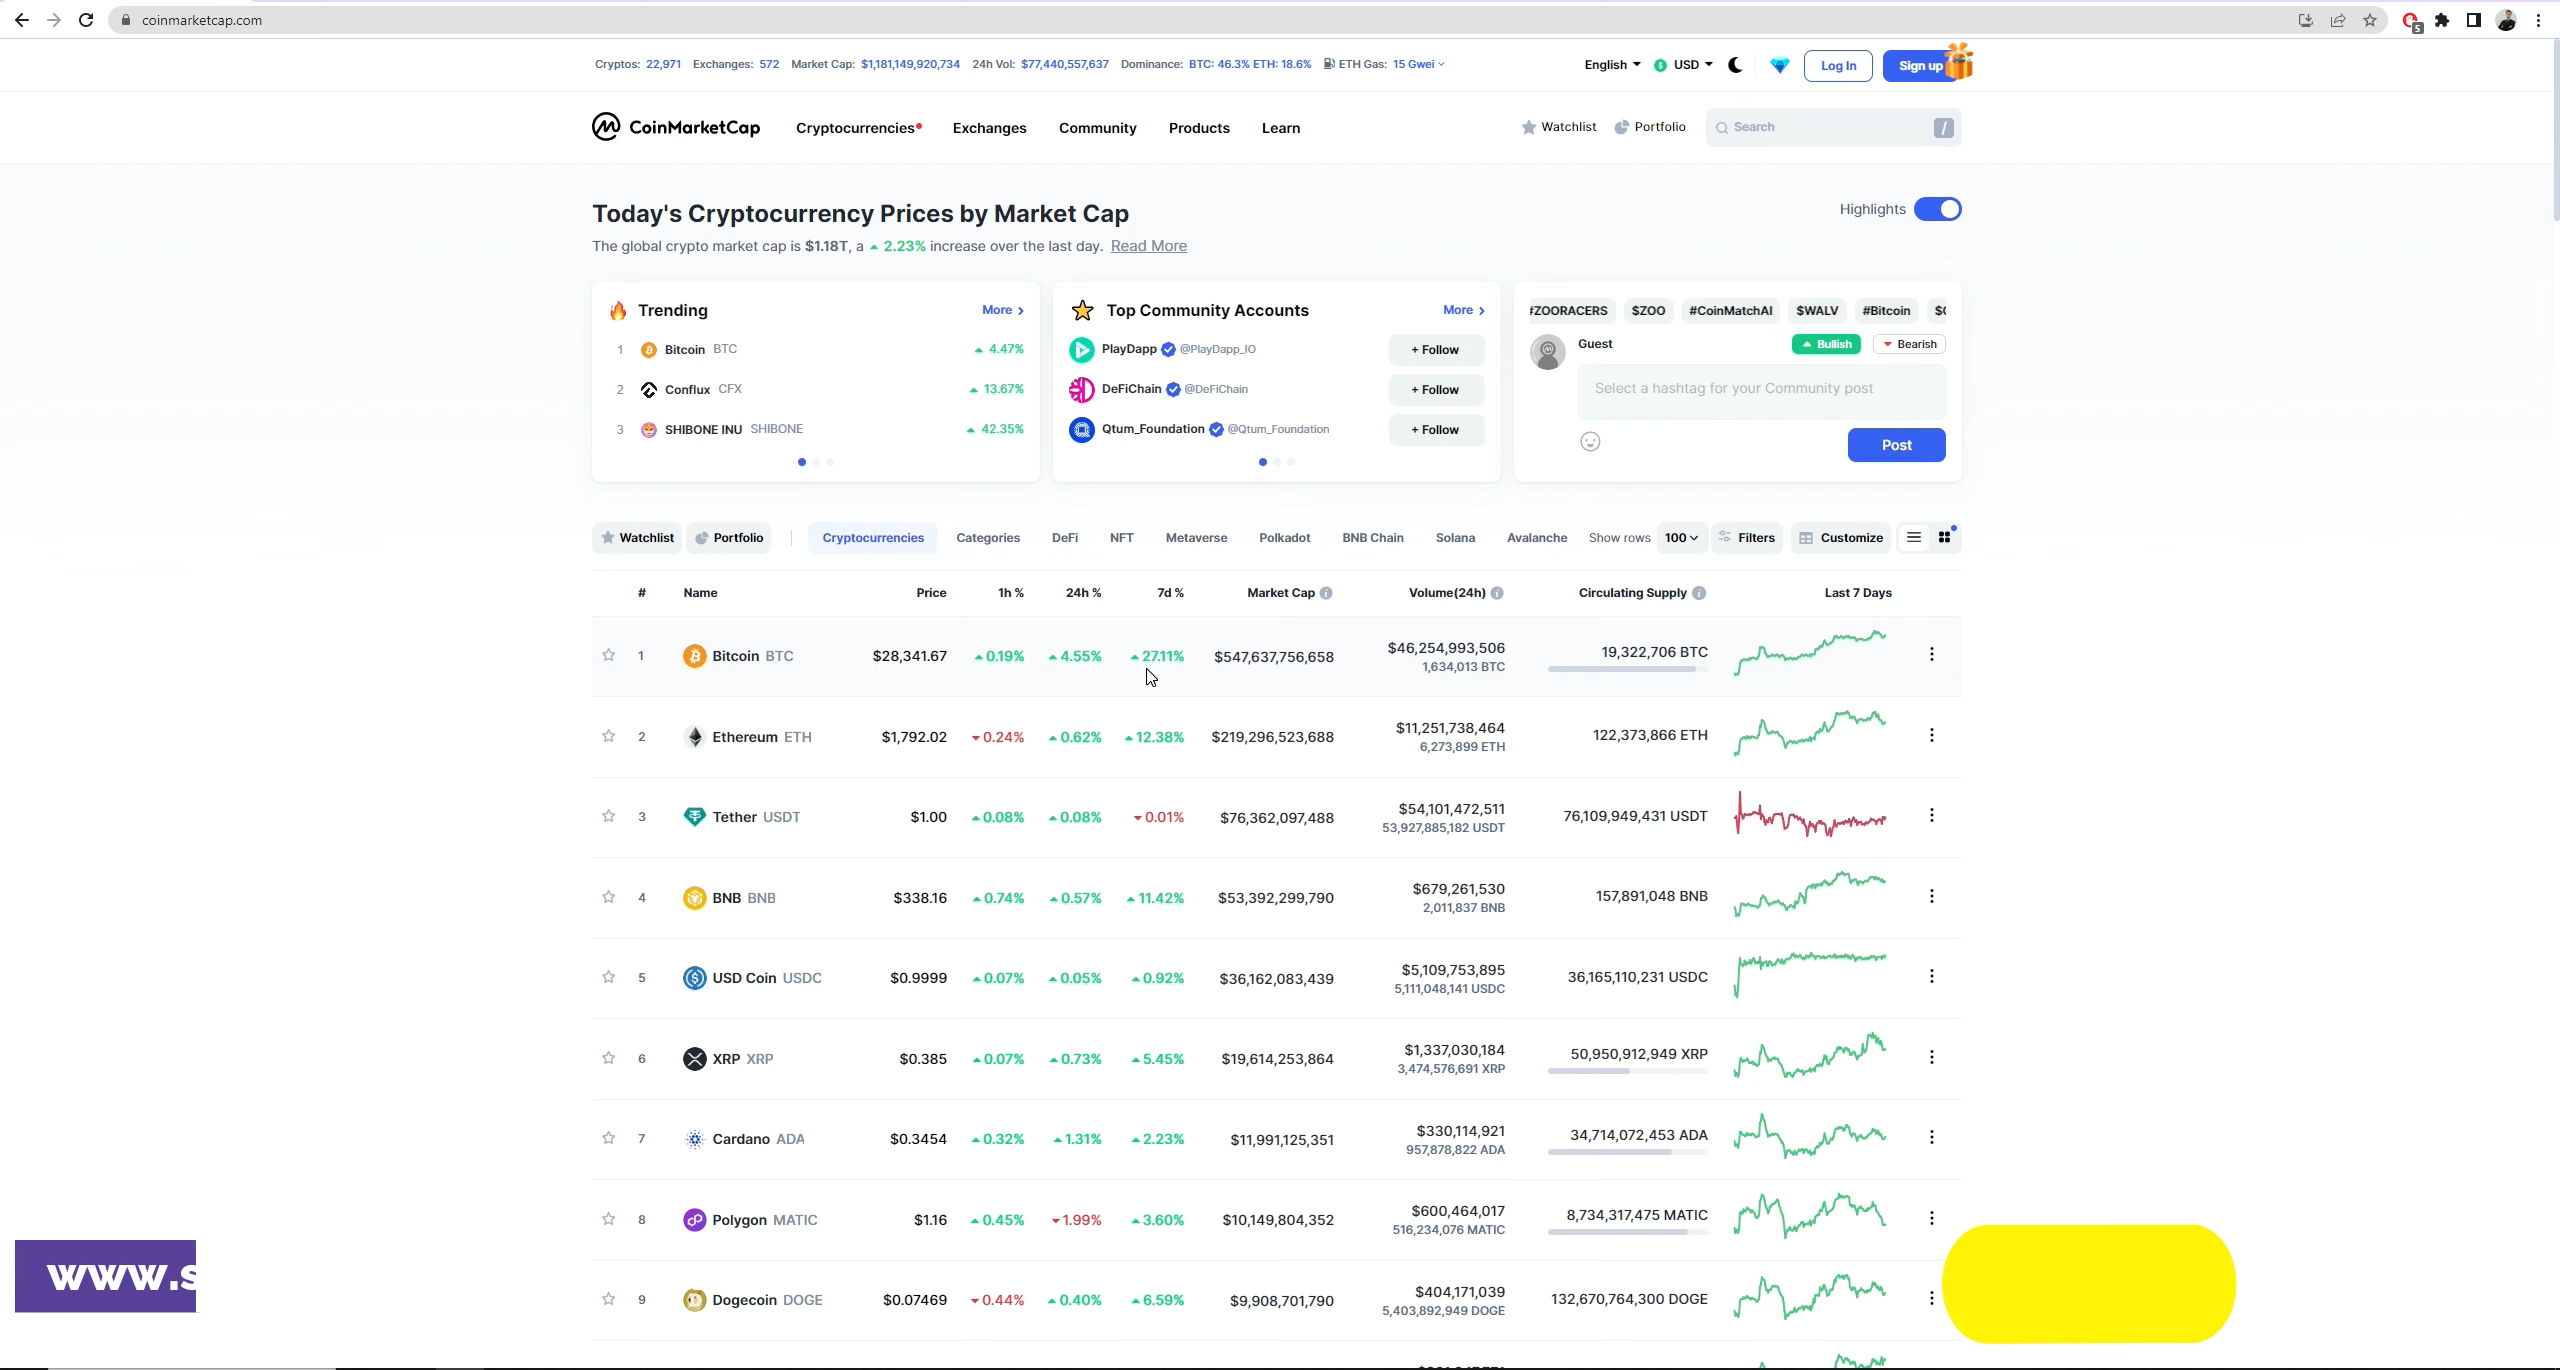 coinmarketcap.com
5
Cryptos: 22,971 Exchanges: 572 Market Cap: $1,181,149,920,734 24h Vol: $77,440,557,637 Dominance: BTC: 46.3% ETH: 18.6% ETH Gas: 15 Gwei
English USD Log In Sign up
CoinMarketCap Cryptocurrencies Exchanges Community Products Learn Watchlist Portfolio Search /
Today's Cryptocurrency Prices by Market Cap Highlights
The global crypto market cap is $1.18T, a 2.23% increase over the last day. Read More
Trending More
1 Bitcoin BTC 4.47%
2 Conflux CFX 13.67%
3 SHIBONE INU SHIBONE 42.35%
Top Community Accounts More
PlayDapp @PlayDapp_IO + Follow
DeFiChain @DeFiChain + Follow
Qtum_Foundation @Qtum_Foundation + Follow
#ZOORACERS $ZOO #CoinMatchAI $WALV #Bitcoin
Guest Bullish Bearish
Select a hashtag for your Community post
Post
Watchlist Portfolio Cryptocurrencies Categories DeFi NFT Metaverse Polkadot BNB Chain Solana Avalanche Show rows 100 Filters Customize
# Name Price 1h % 24h % 7d % Market Cap Volume(24h) Circulating Supply Last 7 Days
1 Bitcoin BTC $28,341.67 0.19% 4.55% 27.11% $547,637,756,658 $46,254,993,506 19,322,706 BTC
1,634,013 BTC
2 Ethereum ETH $1,792.02 0.24% 0.62% 12.38% $219,296,523,688 $11,251,738,464 122,373,866 ETH
6,273,899 ETH
3 Tether USDT $1.00 0.08% 0.08% 0.01% $76,362,097,488 $54,101,472,511 76,109,949,431 USDT
53,927,885,182 USDT
4 BNB BNB $338.16 0.74% 0.57% 11.42% $53,392,299,790 $679,261,530 157,891,048 BNB
2,011,837 BNB
5 USD Coin USDC $0.9999 0.07% 0.05% 0.92% $36,162,083,439 $5,109,753,895 36,165,110,231 USDC
5,111,048,141 USDC
6 XRP XRP $0.385 0.07% 0.73% 5.45% $19,614,253,864 $1,337,030,184 50,950,912,949 XRP
3,474,576,691 XRP
7 Cardano ADA $0.3454 0.32% 1.31% 2.23% $11,991,125,351 $330,114,921 34,714,072,453 ADA
957,878,822 ADA
8 Polygon MATIC $1.16 0.45% 1.99% 3.60% $10,149,804,352 $600,464,017 8,734,317,475 MATIC
516,234,076 MATIC
9 Dogecoin DOGE $0.07469 0.44% 0.40% 6.59% $9,908,701,790 $404,171,039 132,670,764,300 DOGE
5,403,892,949 DOGE
www.s